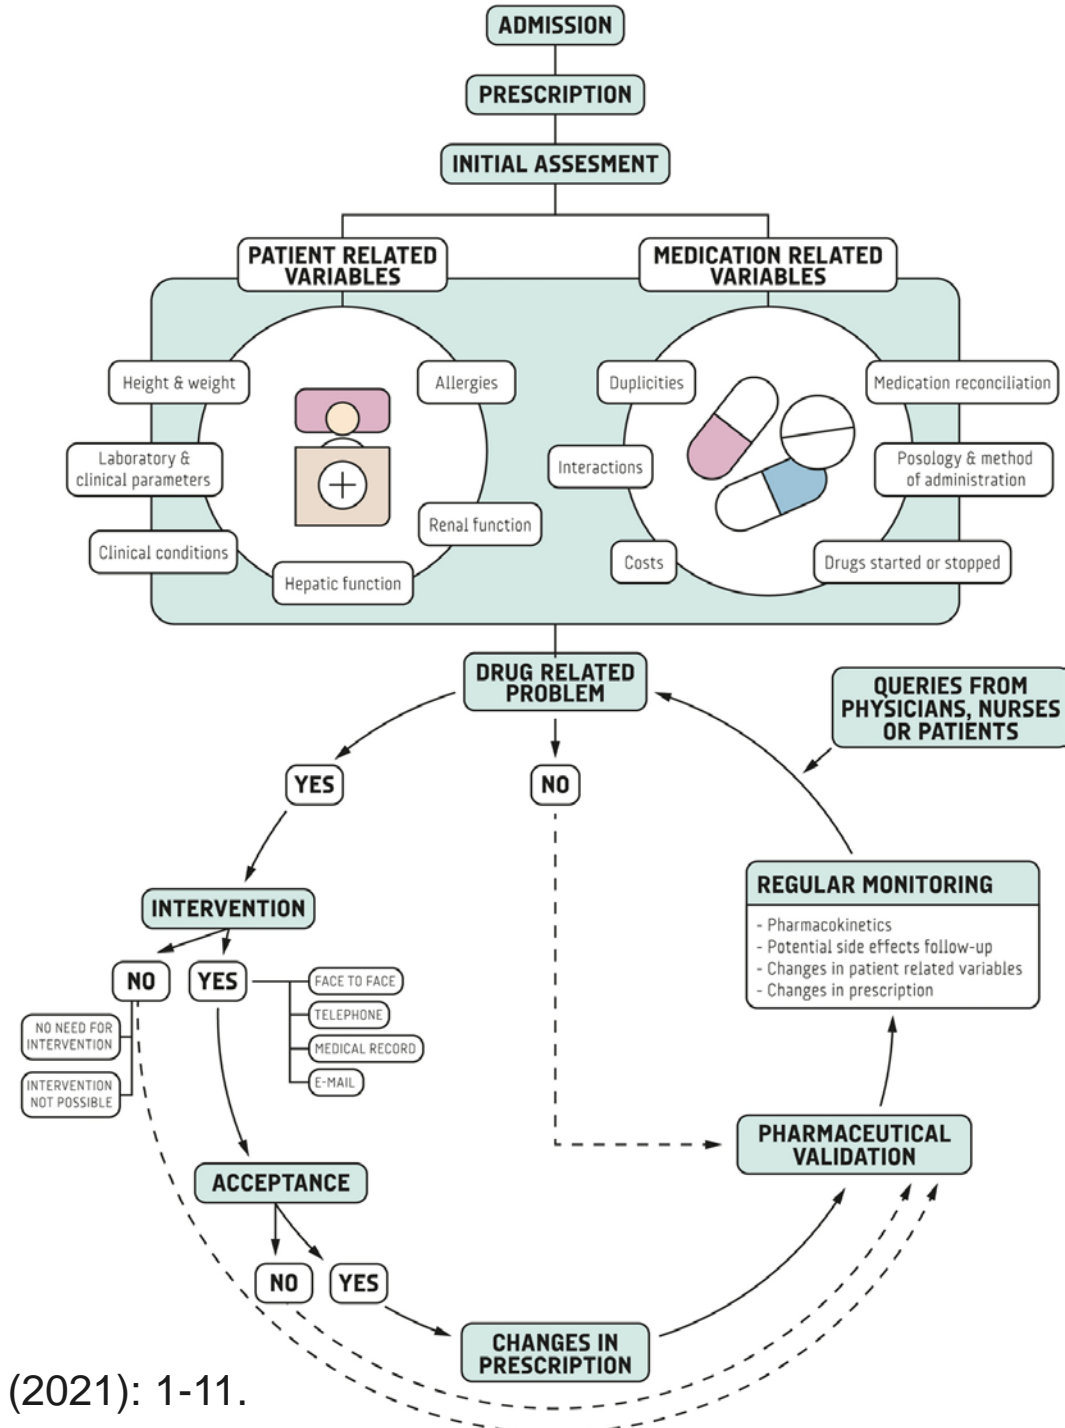 ADMISSION
PRESCRIPTION
INITIAL ASSESMENT
PATIENT RELATED
VARIABLES
MEDICATION RELATED
VARIABLES
Height & weight
Allergies
Laboratory &
clinical parameters
Renal function
Clinical conditions
Hepatic function
Duplicities
Medication reconciliation
Interactions
Posology & method
of administration
Costs
Drugs started or stopped
DRUG RELATED
PROBLEM
QUERIES FROM
PHYSICIANS, NURSES
OR PATIENTS
YES
NO
INTERVENTION
NO
YES
NO NEED FOR
INTERVENTION
INTERVENTION
NOT POSSIBLE
FACE TO FACE
TELEPHONE
MEDICAL RECORD
E-MAIL
REGULAR MONITORING
- Pharmacokinetics
- Potential side effects follow-up
- Changes in patient related variables
- Changes in prescription
PHARMACEUTICAL
VALIDATION
ACCEPTANCE
NO
YES
CHANGES IN
PRESCRIPTION
(2021): 1-11.